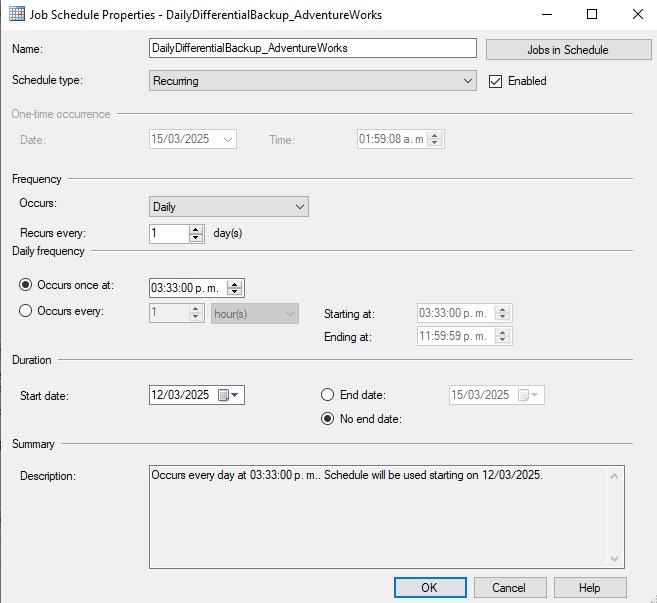 Job Schedule Properties - DailyDifferentialBackup_AdventureWorks
Name: DailyDifferentialBackup_AdventureWorks Jobs in Schedule
Schedule type: Recurring Enabled
One-time occurrence
Date: 15/03/2025 Time: 01:59:08 a. m
Frequency
Occurs: Daily
Recurs every: 1 day(s)
Daily frequency
Occurs once at: 03:33:00 p. m.
Occurs every: 1 hour(s) Starting at: 03:33:00 p. m.
Ending at: 11:59:59 p. m.
Duration
Start date: 12/03/2025 End date: 15/03/2025
No end date:
Summary
Description: Occurs every day at 03:33:00 p. m.. Schedule will be used starting on 12/03/2025.
OK Cancel Help